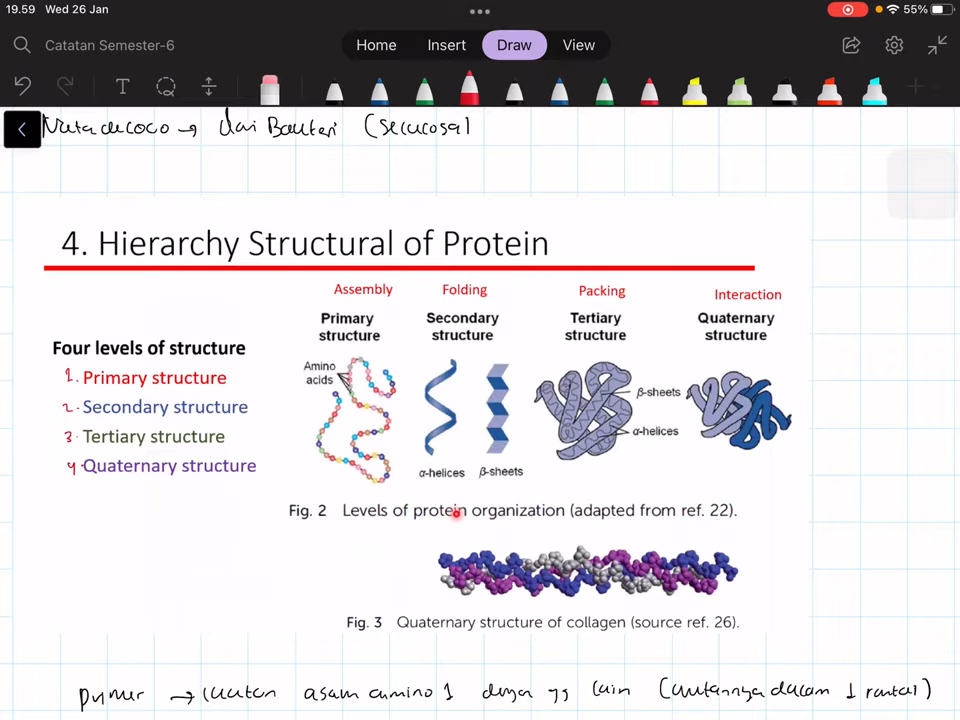 19.59 Wed 26 Jan 55%
Catatan Semester-6 Home Insert Draw View
Nata de coco → dari Bakteri (Selulosa)
4. Hierarchy Structural of Protein
Assembly Folding Packing Interaction
Primary structure Secondary structure Tertiary structure Quaternary structure
Four levels of structure
1. Primary structure
2. Secondary structure
3. Tertiary structure
4. Quaternary structure
Amino acids
β-sheets
α-helices
α-helices β-sheets
Fig. 2 Levels of protein organization (adapted from ref. 22).
Fig. 3 Quaternary structure of collagen (source ref. 26).
primer → ikatan asam amino 1 dengan yg lain (ikatannya dalam 1 rantai)